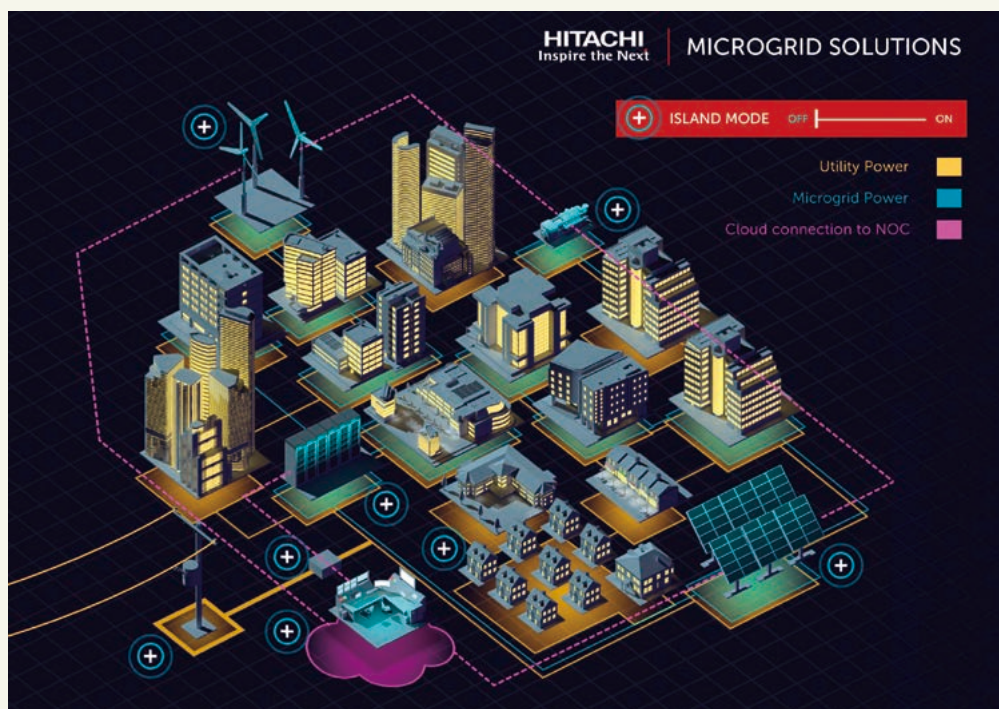 HITACHI
Inspire the Next
MICROGRID SOLUTIONS
ISLAND MODE OFF ON
Utility Power
Microgrid Power
Cloud connection to NOC